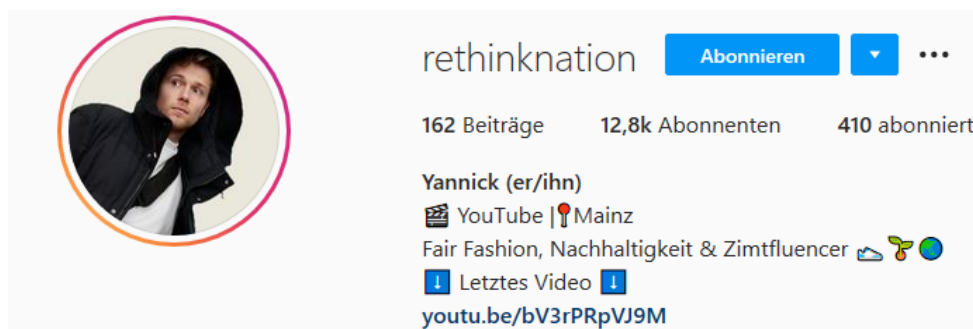 rethinknation Abonnieren
162 Beiträge 12,8k Abonnenten 410 abonniert
Yannick (er/ihn)
🎬 YouTube |📍Mainz
Fair Fashion, Nachhaltigkeit & Zimtfluencer 👟🌱🌍
⬇️ Letztes Video ⬇️
youtu.be/bV3rPRpVJ9M